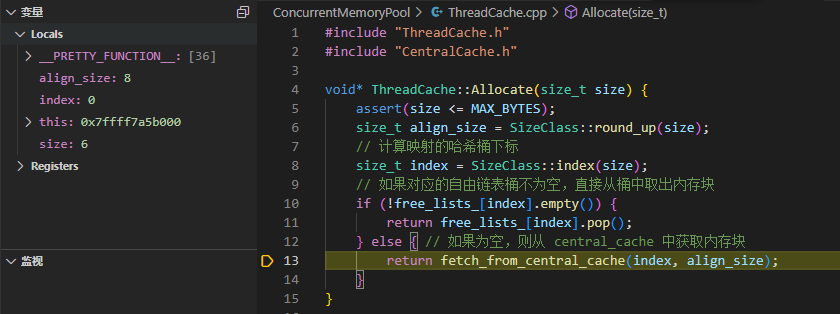 变量
Locals
__PRETTY_FUNCTION__: [36]
align_size: 8
index: 0
this: 0x7ffff7a5b000
size: 6
Registers
监视
ConcurrentMemoryPool > ThreadCache.cpp > Allocate(size_t)
1 #include "ThreadCache.h"
2 #include "CentralCache.h"
3
4 void* ThreadCache::Allocate(size_t size) {
5 assert(size <= MAX_BYTES);
6 size_t align_size = SizeClass::round_up(size);
7 // 计算映射的哈希桶下标
8 size_t index = SizeClass::index(size);
9 // 如果对应的自由链表桶不为空，直接从桶中取出内存块
10 if (!free_lists_[index].empty()) {
11 return free_lists_[index].pop();
12 } else { // 如果为空，则从 central_cache 中获取内存块
13 return fetch_from_central_cache(index, align_size);
14 }
15 }